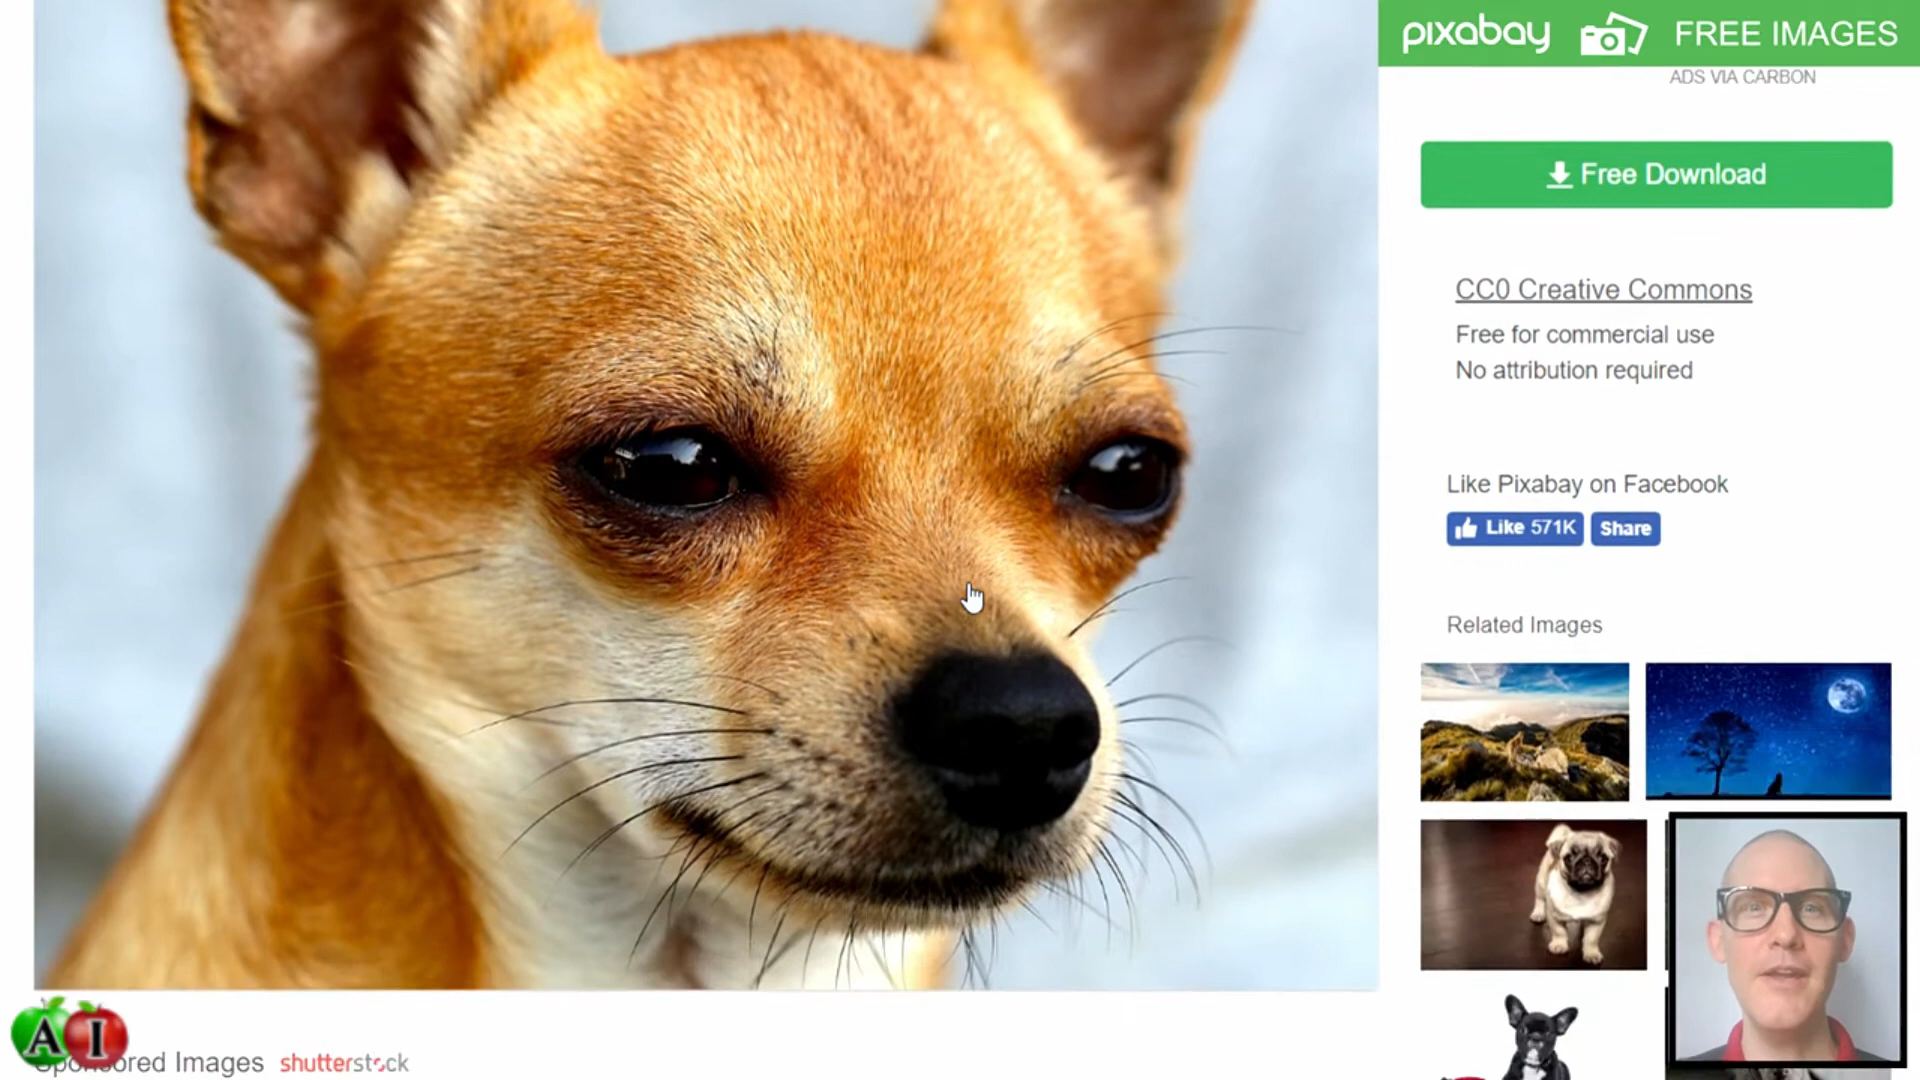 pixabay FREE IMAGES
ADS VIA CARBON
Free Download
CC0 Creative Commons
Free for commercial use
No attribution required
Like Pixabay on Facebook
Like 571K Share
Related Images
A I
Sponsored Images shutterstock